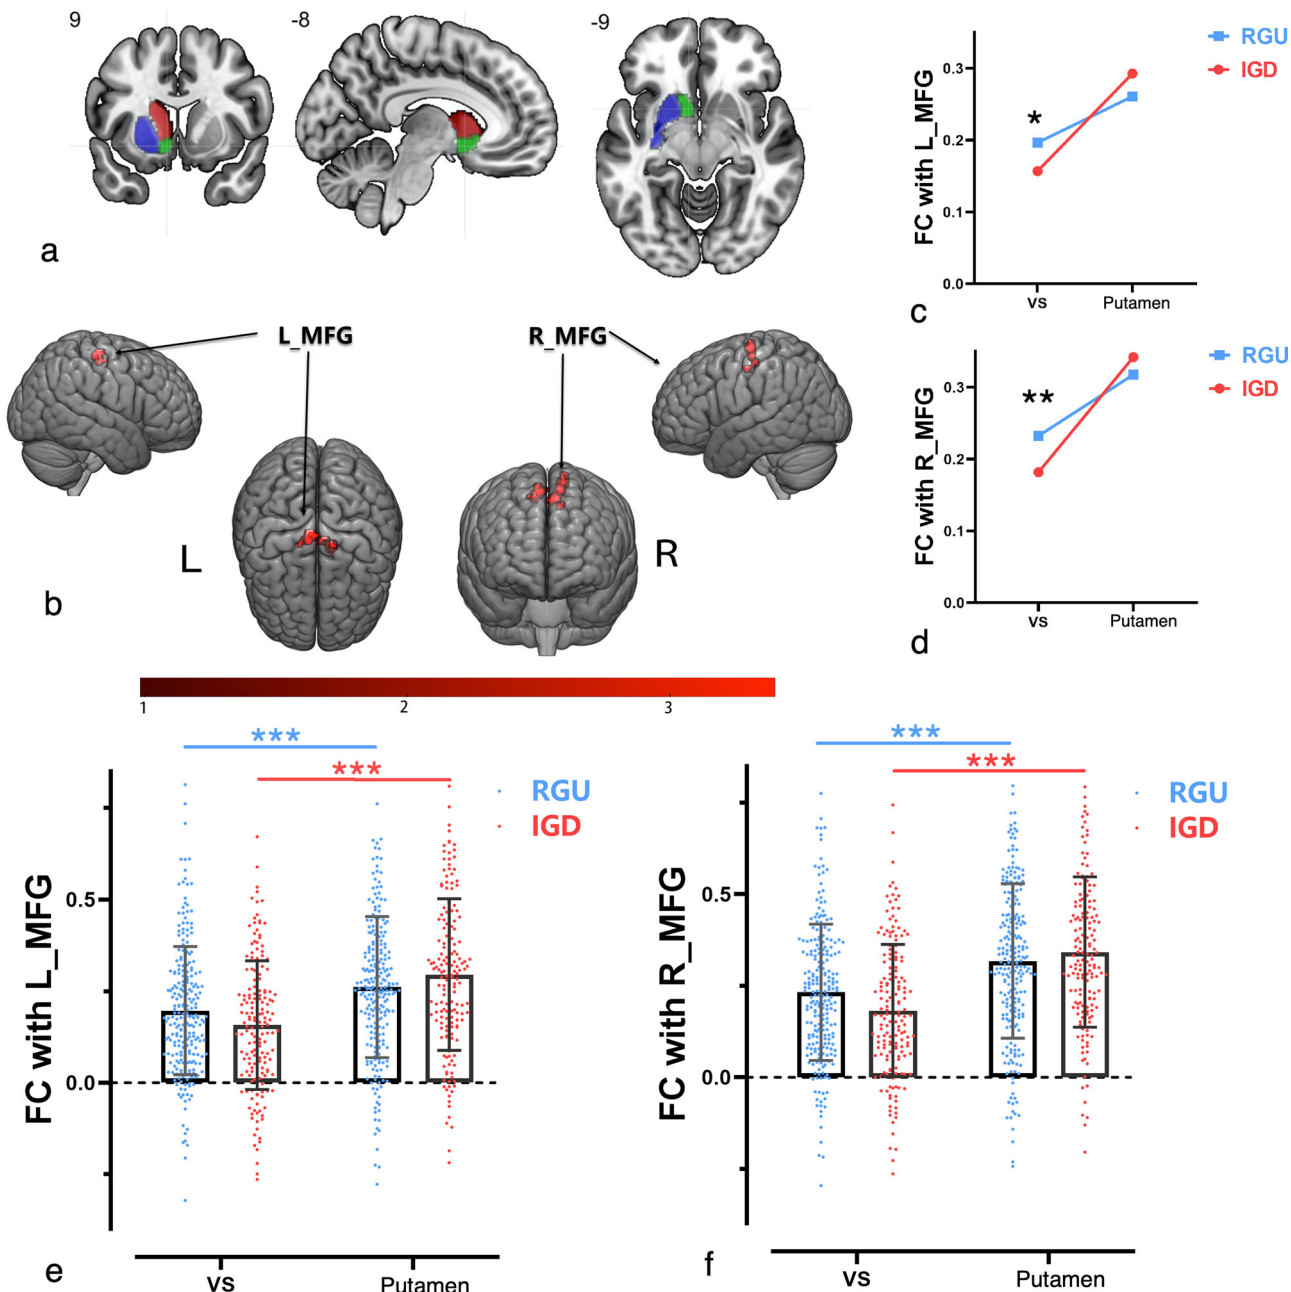 9
-8
-9
a
RGU
IGD
FC with L_MFG
0.3
0.2
0.1
0.0
*
vs
Putamen
c
L_MFG
R_MFG
L
R
b
RGU
IGD
FC with R_MFG
0.3
0.2
0.1
0.0
**
vs
Putamen
d
1
2
3
***
***
RGU
IGD
FC with L_MFG
0.5
0.0
vs
Putamen
e
***
***
RGU
IGD
FC with R_MFG
0.5
0.0
vs
Putamen
f